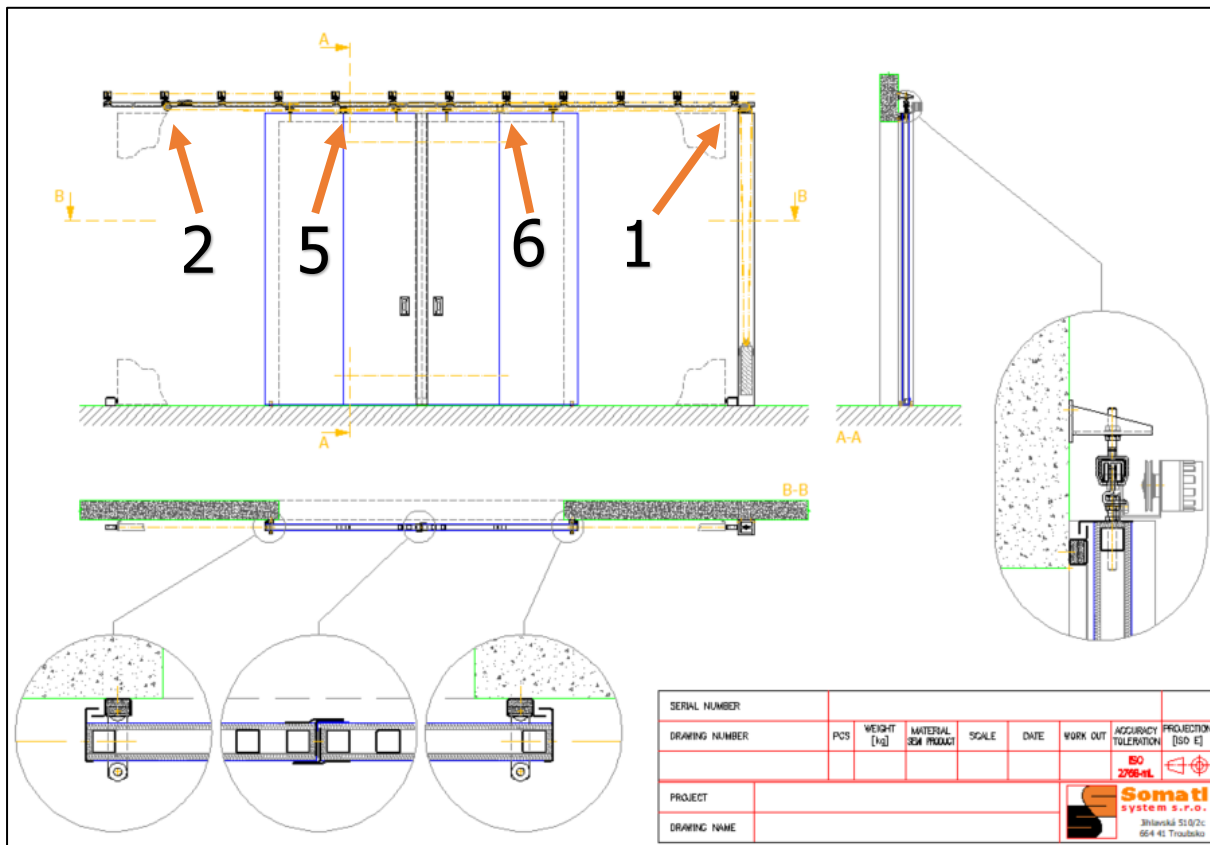 A
B
B
2
5
6
1
A
A-A
B-B
SERIAL NUMBER
DRAWING NUMBER
PCS
WEIGHT
[kg]
MATERIAL
SEMI PRODUCT
SCALE
DATE
WORK OUT
ACCURACY
TOLERATION
PROJECTION
[ISO E]
ISO
2768-mL
PROJECT
DRAWING NAME
Somati
system s.r.o.
Jihlavská 510/2c
664 41 Troubsko